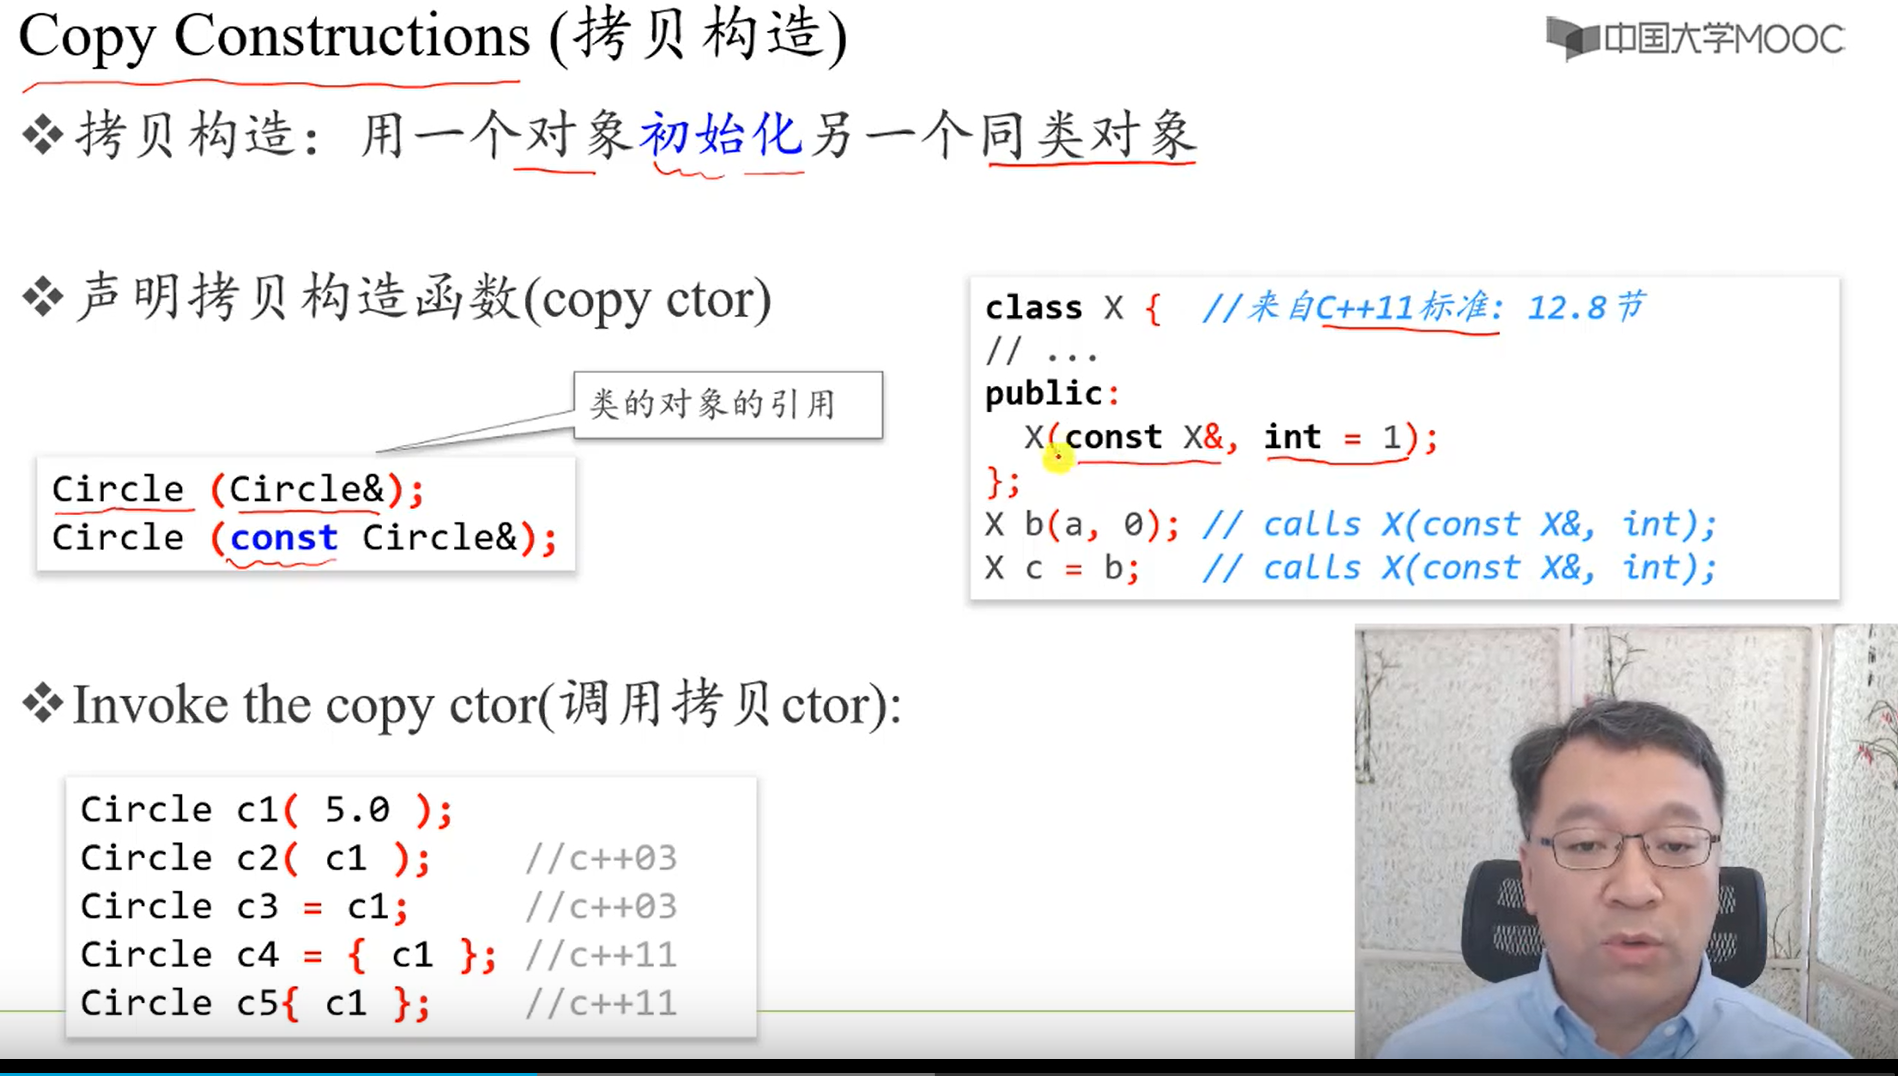 Copy Constructions (拷贝构造)
中国大学MOOC
❖拷贝构造：用一个对象初始化另一个同类对象
❖声明拷贝构造函数(copy ctor)
类的对象的引用
Circle (Circle&);
Circle (const Circle&);
class X { //来自C++11标准: 12.8节
// ...
public:
X(const X&, int = 1);
};
X b(a, 0); // calls X(const X&, int);
X c = b; // calls X(const X&, int);
❖Invoke the copy ctor(调用拷贝ctor):
Circle c1( 5.0 );
Circle c2( c1 ); //c++03
Circle c3 = c1; //c++03
Circle c4 = { c1 }; //c++11
Circle c5{ c1 }; //c++11